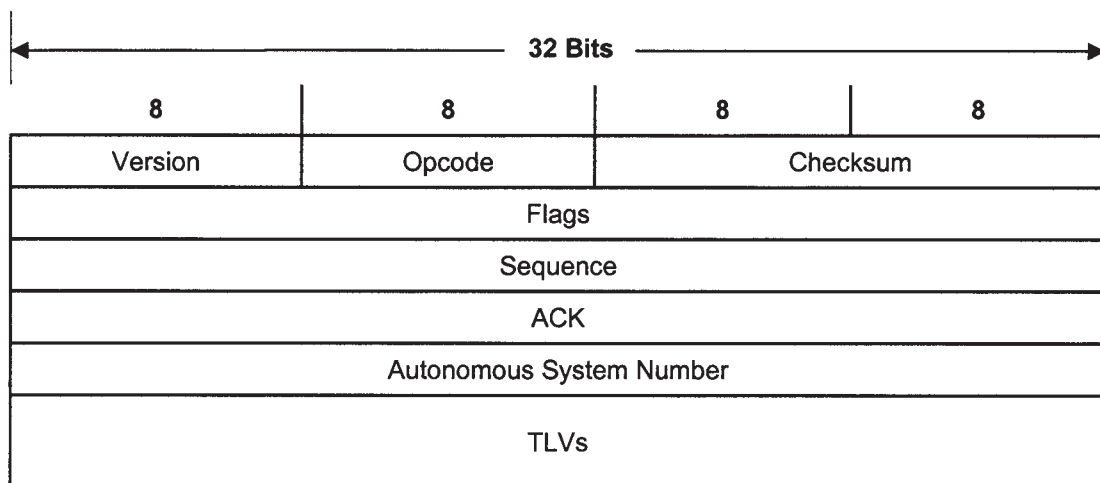 32 Bits
8 8 8 8
Version Opcode Checksum
Flags
Sequence
ACK
Autonomous System Number
TLVs